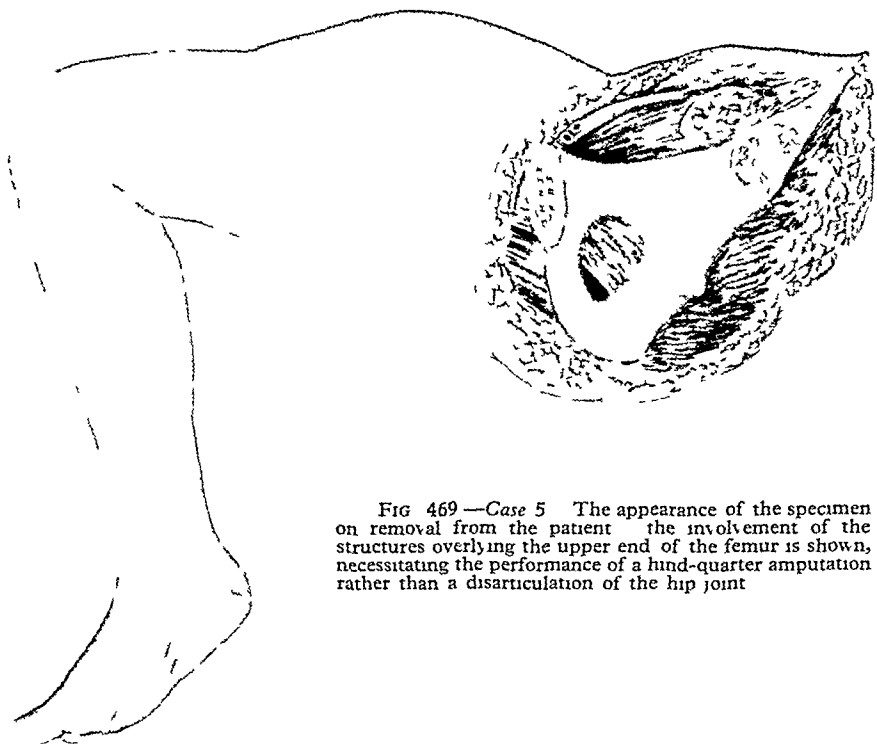 FIG 469 —Case 5 The appearance of the specimen
on removal from the patient the involvement of the
structures overlying the upper end of the femur is shown,
necessitating the performance of a hind-quarter amputation
rather than a disarticulation of the hip joint